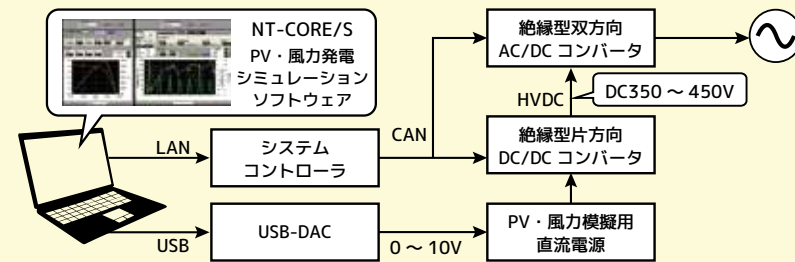 NT-CORE/S
PV・風力発電
シミュレーション
ソフトウェア
絶縁型双方向
AC/DC コンバータ
HVDC
DC350 ～ 450V
LAN
システム
コントローラ
CAN
絶縁型片方向
DC/DC コンバータ
USB
USB-DAC
0 ～ 10V
PV・風力模擬用
直流電源